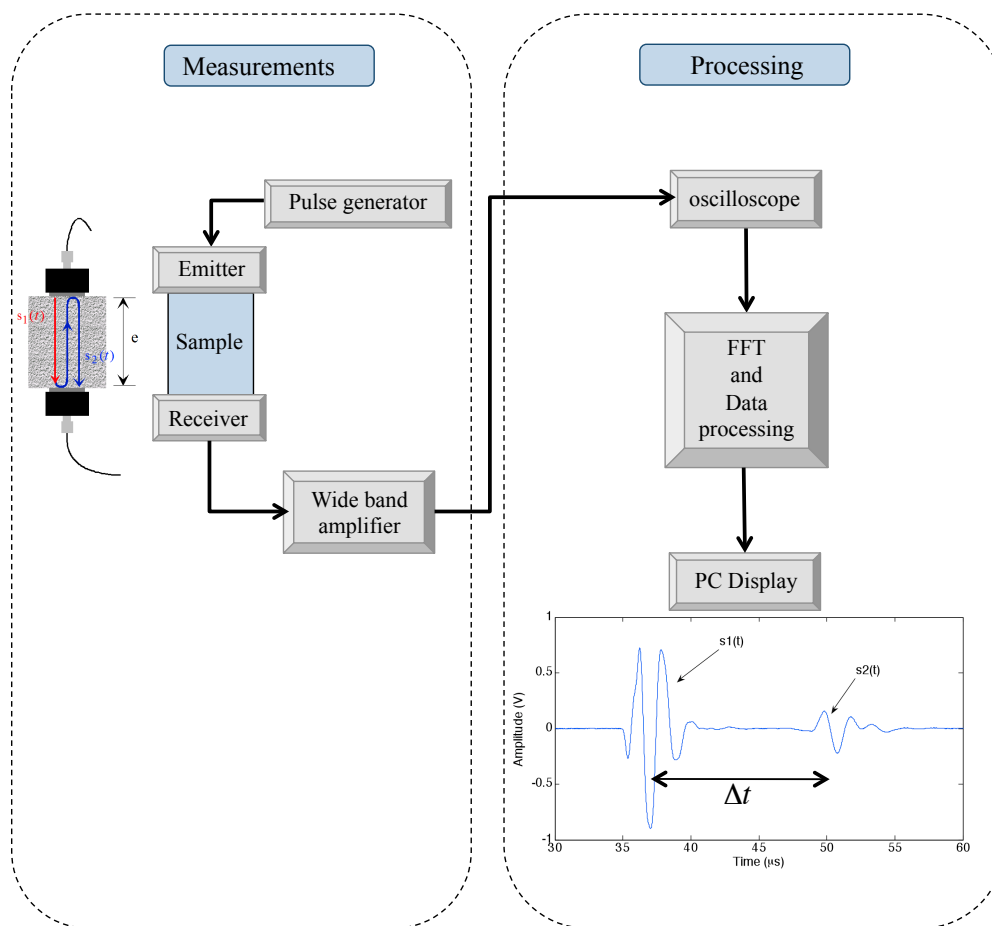 Measurements
Processing
Pulse generator
oscilloscope
Emitter
s₁(t)
e
s₂(t)
Sample
Receiver
FFT
and
Data
processing
Wide band
amplifier
PC Display
1
0.5
0
-0.5
-1
Amplitude (V)
s1(t)
s2(t)
Δt
30
35
40
45
50
55
60
Time (μs)